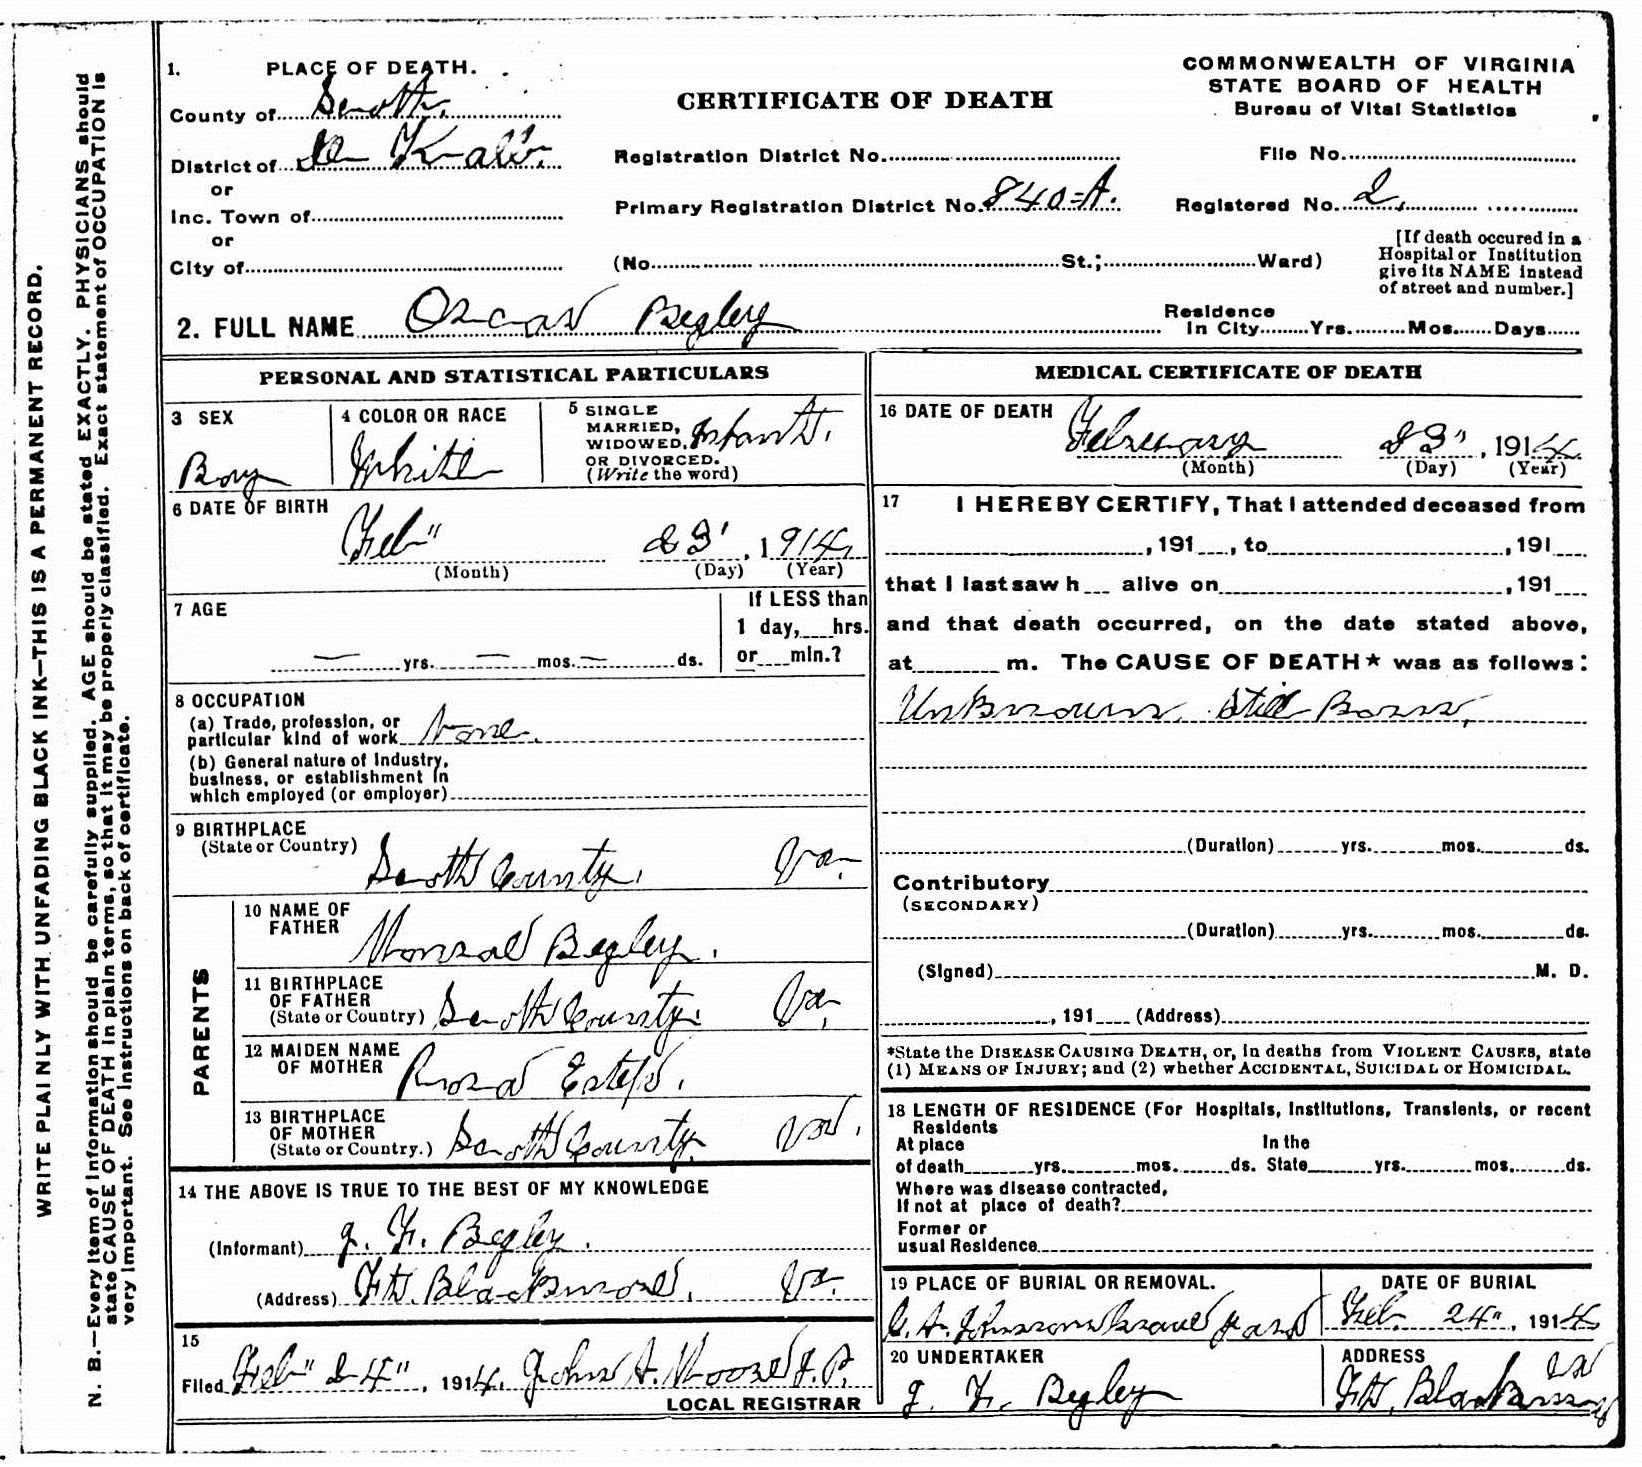 WRITE PLAINLY WITH UNFADING BLACK INK—THIS IS A PERMANENT RECORD.
N. B.—Every item of information should be carefully supplied. AGE should be stated EXACTLY. PHYSICIANS should
state CAUSE OF DEATH in plain terms, so that it may be properly classified. Exact statement of OCCUPATION is
very important. See instructions on back of certificate.
1. PLACE OF DEATH.
County of Scott.
District of De Kalb.
or
Inc. Town of
or
City of
CERTIFICATE OF DEATH
COMMONWEALTH OF VIRGINIA
STATE BOARD OF HEALTH
Bureau of Vital Statistics
Registration District No. File No.
Primary Registration District No. 840=A. Registered No. 2.
(No. St.; Ward)
[If death occured in a
Hospital or Institution
give its NAME instead
of street and number.]
2. FULL NAME Oscar Begley
Residence
in City Yrs. Mos. Days
PERSONAL AND STATISTICAL PARTICULARS
3 SEX
Boy
4 COLOR OR RACE
White
5 SINGLE
MARRIED,
WIDOWED,
OR DIVORCED.
(Write the word)
Infant.
6 DATE OF BIRTH
Feb" 23', 1914,
(Month) (Day) (Year)
7 AGE
— yrs. — mos. — ds.
If LESS than
1 day, hrs.
or min.?
8 OCCUPATION
(a) Trade, profession, or
particular kind of work None.
(b) General nature of Industry,
business, or establishment in
which employed (or employer)
9 BIRTHPLACE
(State or Country)
Scott County. Va.
PARENTS
10 NAME OF
FATHER
Begley.
11 BIRTHPLACE
OF FATHER
(State or Country) Scott County. Va.
12 MAIDEN NAME
OF MOTHER
Rosa Estep.
13 BIRTHPLACE
OF MOTHER
(State or Country.) Scott County. Va.
14 THE ABOVE IS TRUE TO THE BEST OF MY KNOWLEDGE
(Informant) J. F. Begley.
(Address) Ft. Blackmore, Va.
15
Filed Feb" 24", 1914, John A. Moore J. P.
LOCAL REGISTRAR
MEDICAL CERTIFICATE OF DEATH
16 DATE OF DEATH
February 23", 1914
(Month) (Day) (Year)
17 I HEREBY CERTIFY, That I attended deceased from
, 191 , to , 191
that I last saw h alive on , 191
and that death occurred, on the date stated above,
at m. The CAUSE OF DEATH* was as follows:
Unknown, Still Born,
(Duration) yrs. mos. ds.
Contributory
(SECONDARY)
(Duration) yrs. mos. ds.
(Signed) M. D.
, 191 (Address)
*State the DISEASE CAUSING DEATH, or, in deaths from VIOLENT CAUSES, state
(1) MEANS OF INJURY; and (2) whether ACCIDENTAL, SUICIDAL or HOMICIDAL.
18 LENGTH OF RESIDENCE (For Hospitals, Institutions, Transients, or recent
Residents
At place In the
of death yrs. mos. ds. State yrs. mos. ds.
Where was disease contracted,
If not at place of death?
Former or
usual Residence
19 PLACE OF BURIAL OR REMOVAL.
Johnson grave yard
DATE OF BURIAL
Feb. 24", 1914
20 UNDERTAKER
J. F. Begley
ADDRESS
Va
Ft. Blackmore